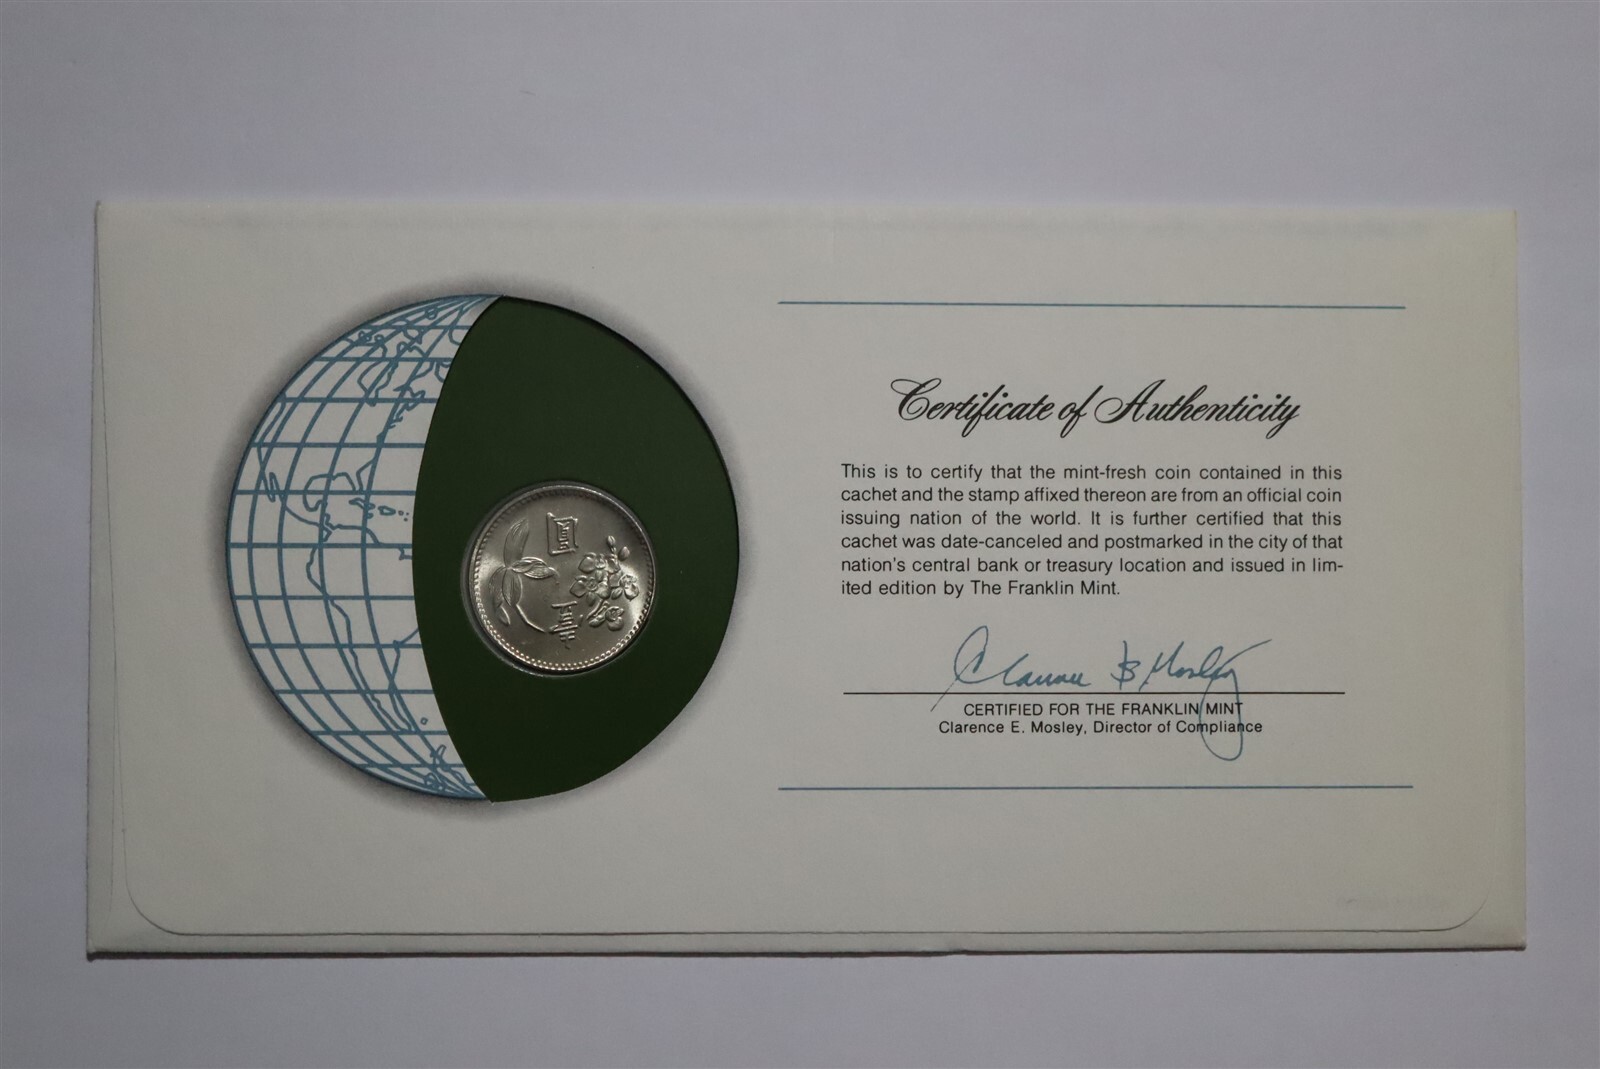 圓
壹
Certificate of Authenticity
This is to certify that the mint-fresh coin contained in this
cachet and the stamp affixed thereon are from an official coin
issuing nation of the world. It is further certified that this
cachet was date-canceled and postmarked in the city of that
nation's central bank or treasury location and issued in lim-
ited edition by The Franklin Mint.
Clarence E Mosley
CERTIFIED FOR THE FRANKLIN MINT
Clarence E. Mosley, Director of Compliance